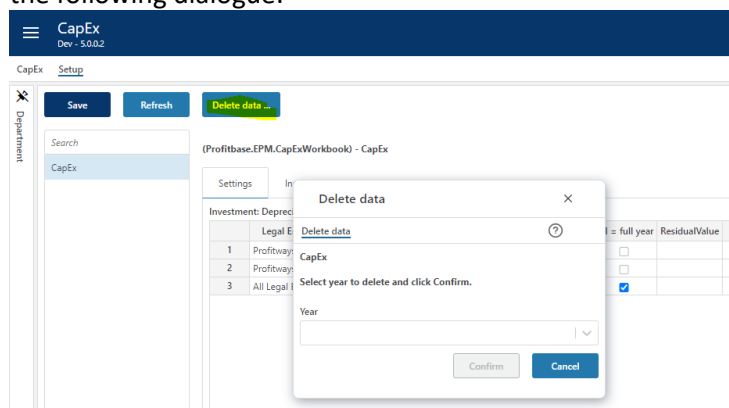 the following dialogue:
CapEx
Dev - 5.0.0.2
CapEx Setup
Department
Save Refresh Delete data ...
Search
CapEx
(Profitbase.EPM.CapExWorkbook) - CapEx
Settings In
Investment: Depreci
Legal E = full year ResidualValue
1 Profitway
2 Profitway
3 All Legal
Delete data
Delete data
CapEx
Select year to delete and click Confirm.
Year
Confirm Cancel